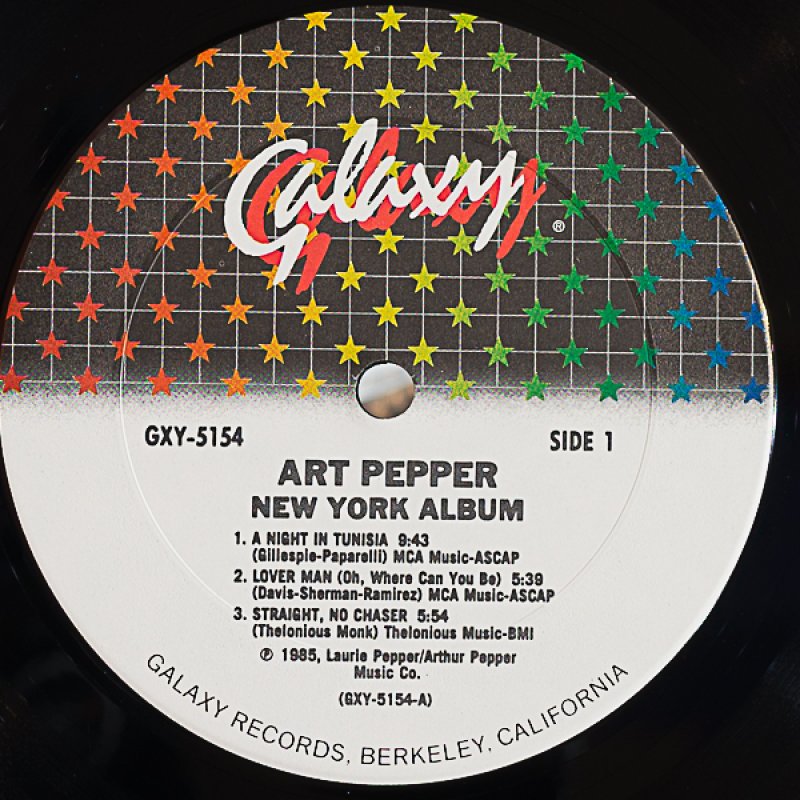 Galaxy®
GXY-5154
SIDE 1
ART PEPPER
NEW YORK ALBUM
1. A NIGHT IN TUNISIA 9:43
(Gillespie-Paparelli) MCA Music-ASCAP
2. LOVER MAN (Oh, Where Can You Be) 5:39
(Davis-Sherman-Ramirez) MCA Music-ASCAP
3. STRAIGHT, NO CHASER 5:54
(Thelonious Monk) Thelonious Music-BMI
℗ 1985, Laurie Pepper/Arthur Pepper
Music Co.
(GXY-5154-A)
GALAXY RECORDS, BERKELEY, CALIFORNIA